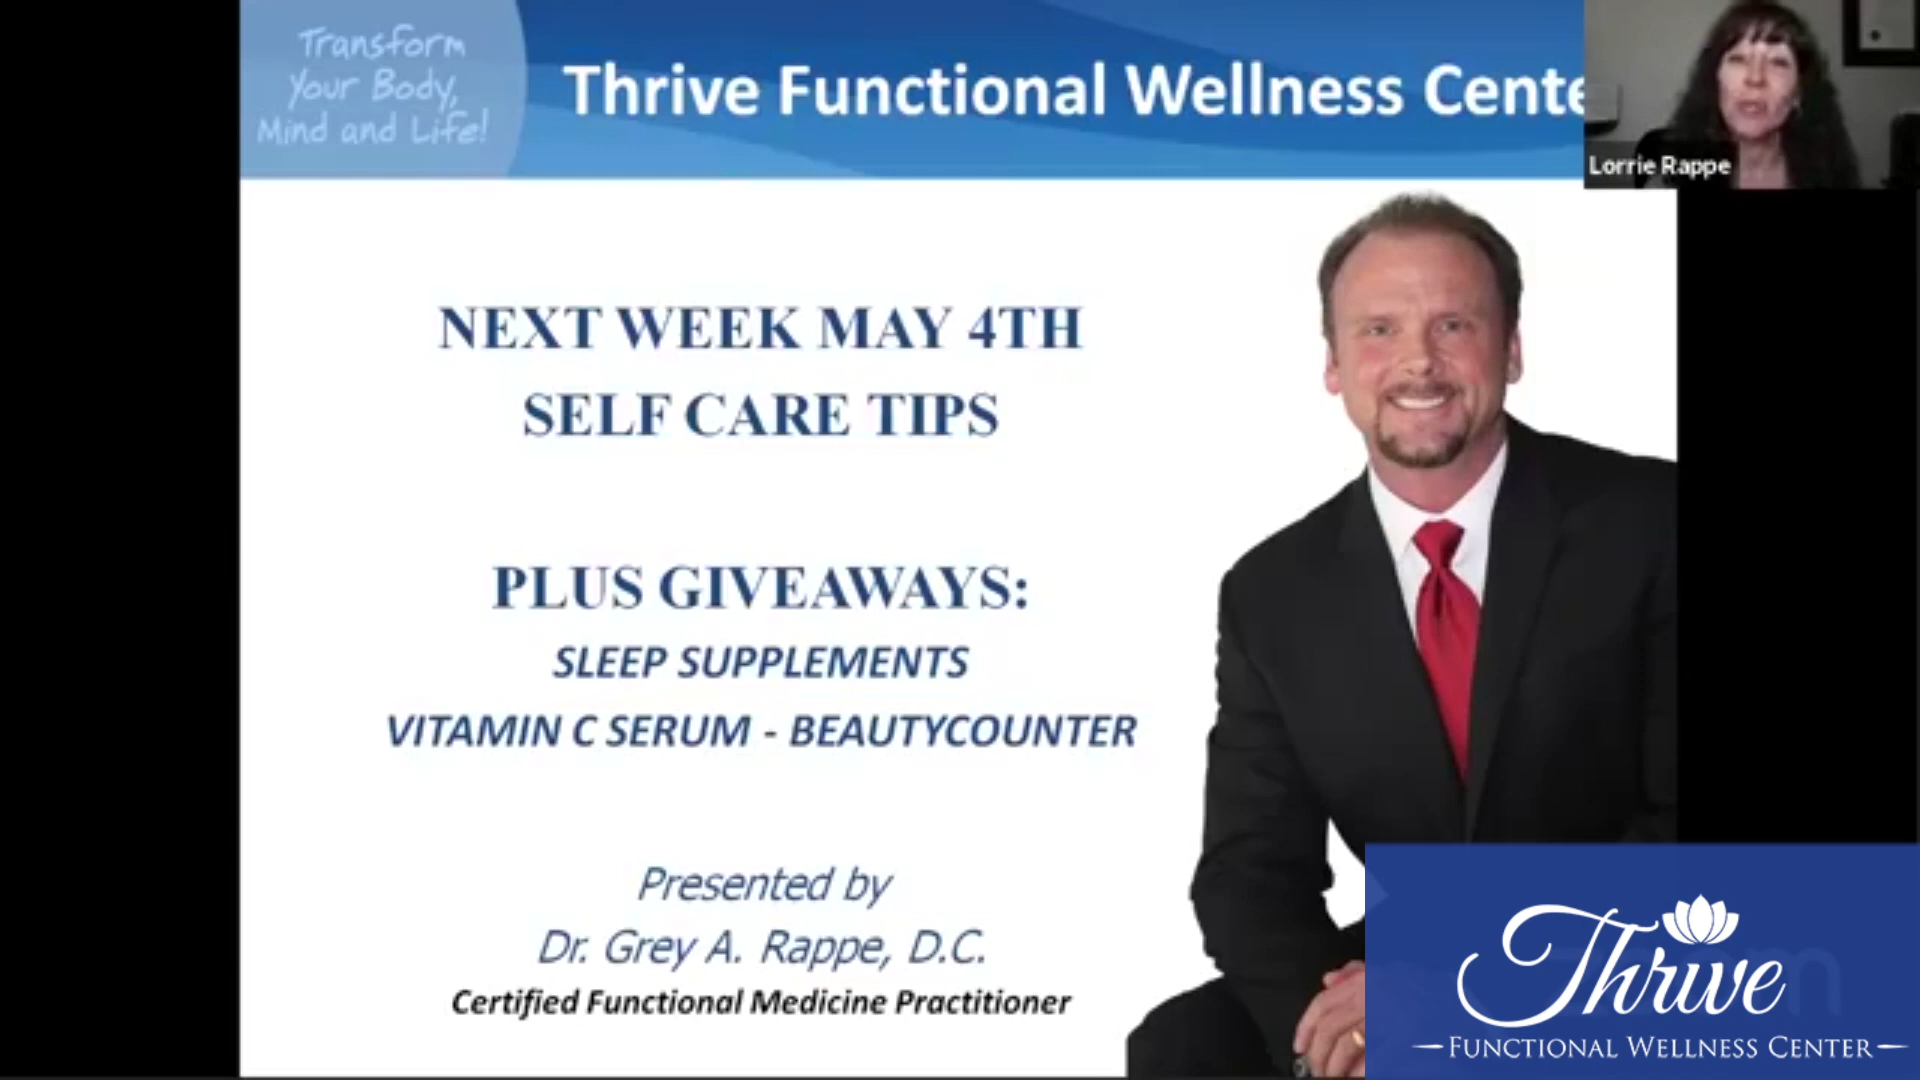 Transform
Your Body,
Mind and Life!
Thrive Functional Wellness Cente
Lorrie Rappe
NEXT WEEK MAY 4TH
SELF CARE TIPS
PLUS GIVEAWAYS:
SLEEP SUPPLEMENTS
VITAMIN C SERUM - BEAUTYCOUNTER
Presented by
Dr. Grey A. Rappe, D.C.
Certified Functional Medicine Practitioner
Thrive
FUNCTIONAL WELLNESS CENTER